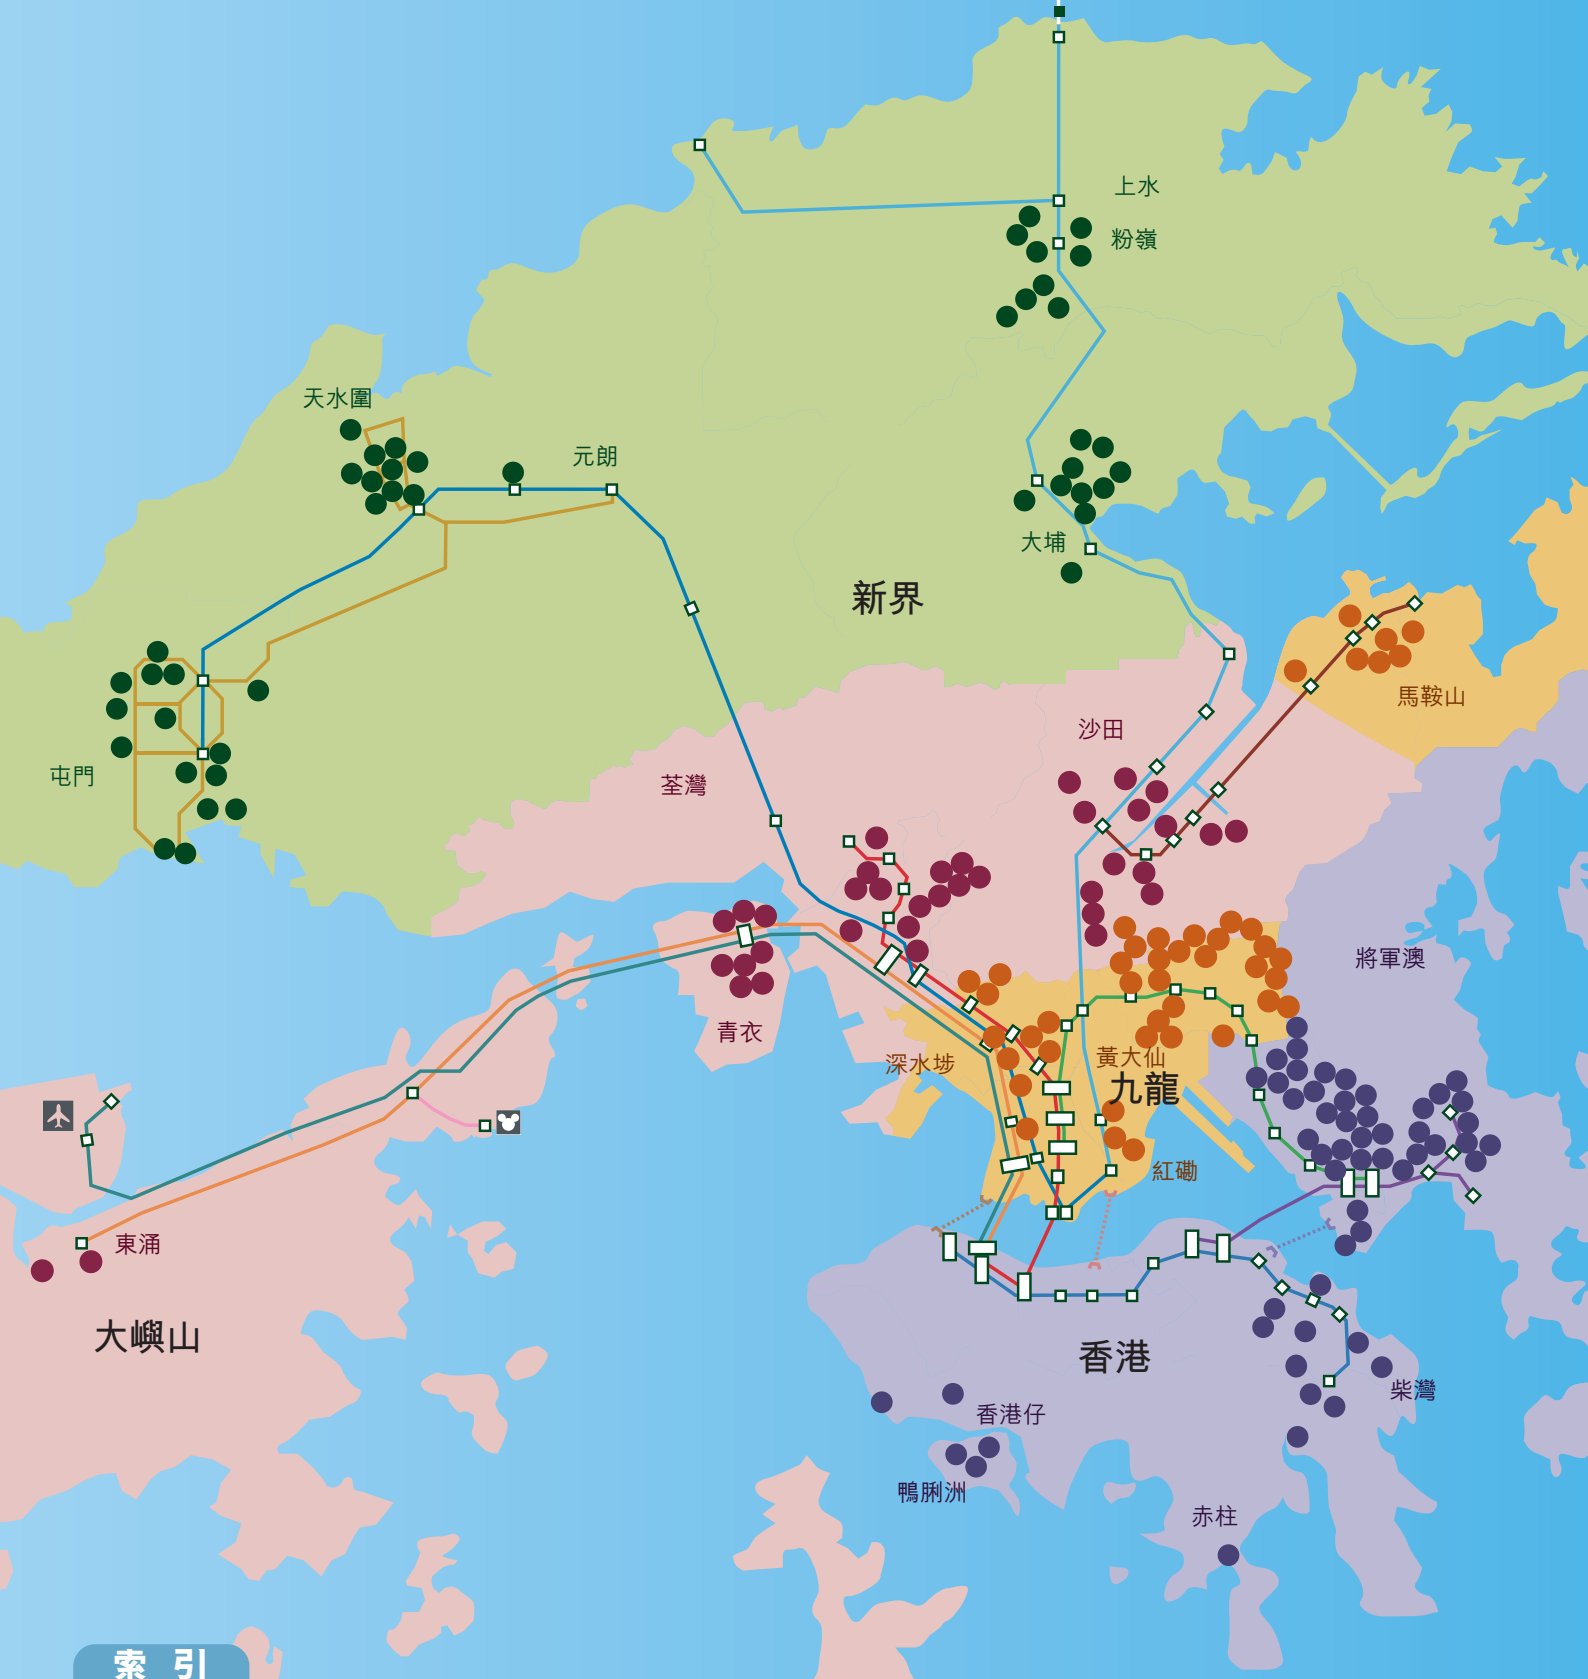 上水
粉嶺
天水圍
元朗
大埔
新界
馬鞍山
沙田
屯門
荃灣
將軍澳
青衣
深水埗
黃大仙
九龍
紅磡
東涌
大嶼山
香港
柴灣
香港仔
鴨脷洲
赤柱
索引